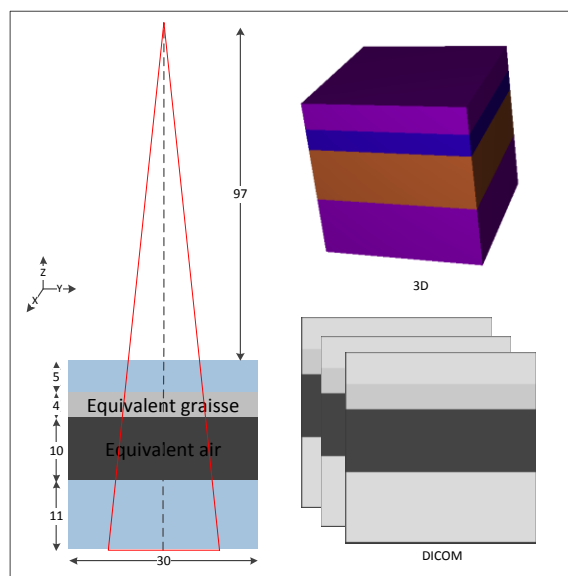 97
Z
Y
X
3D
5
4
Equivalent graisse
10
Equivalent air
11
30
DICOM